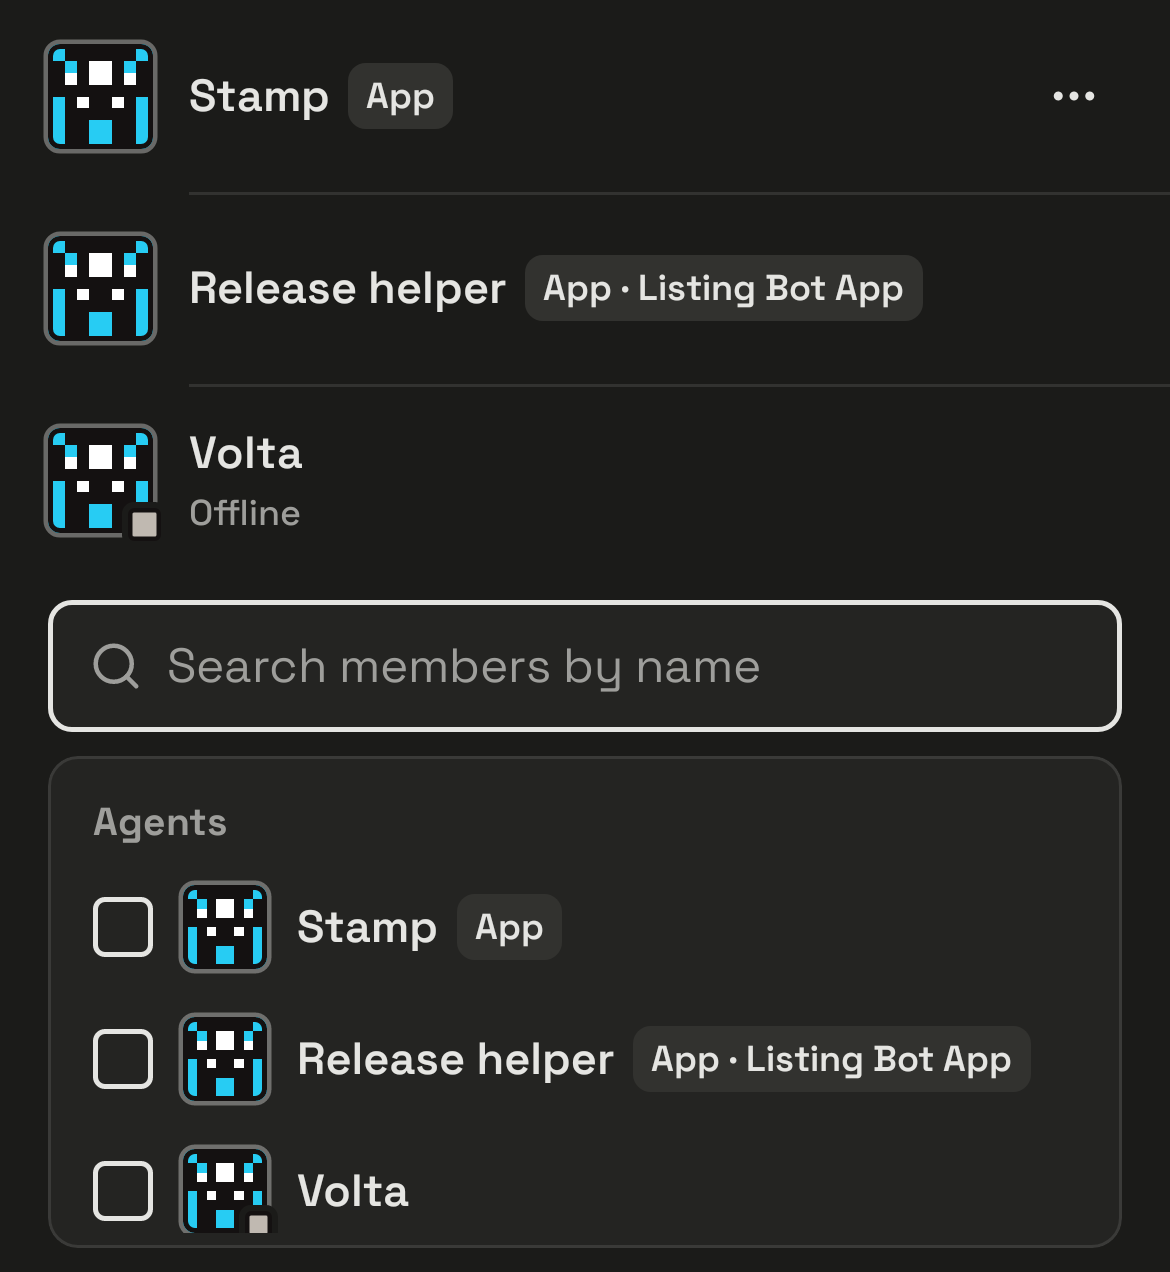 Stamp App
Release helper App · Listing Bot App
Volta
Offline
Search members by name
Agents
Stamp App
Release helper App · Listing Bot App
Volta